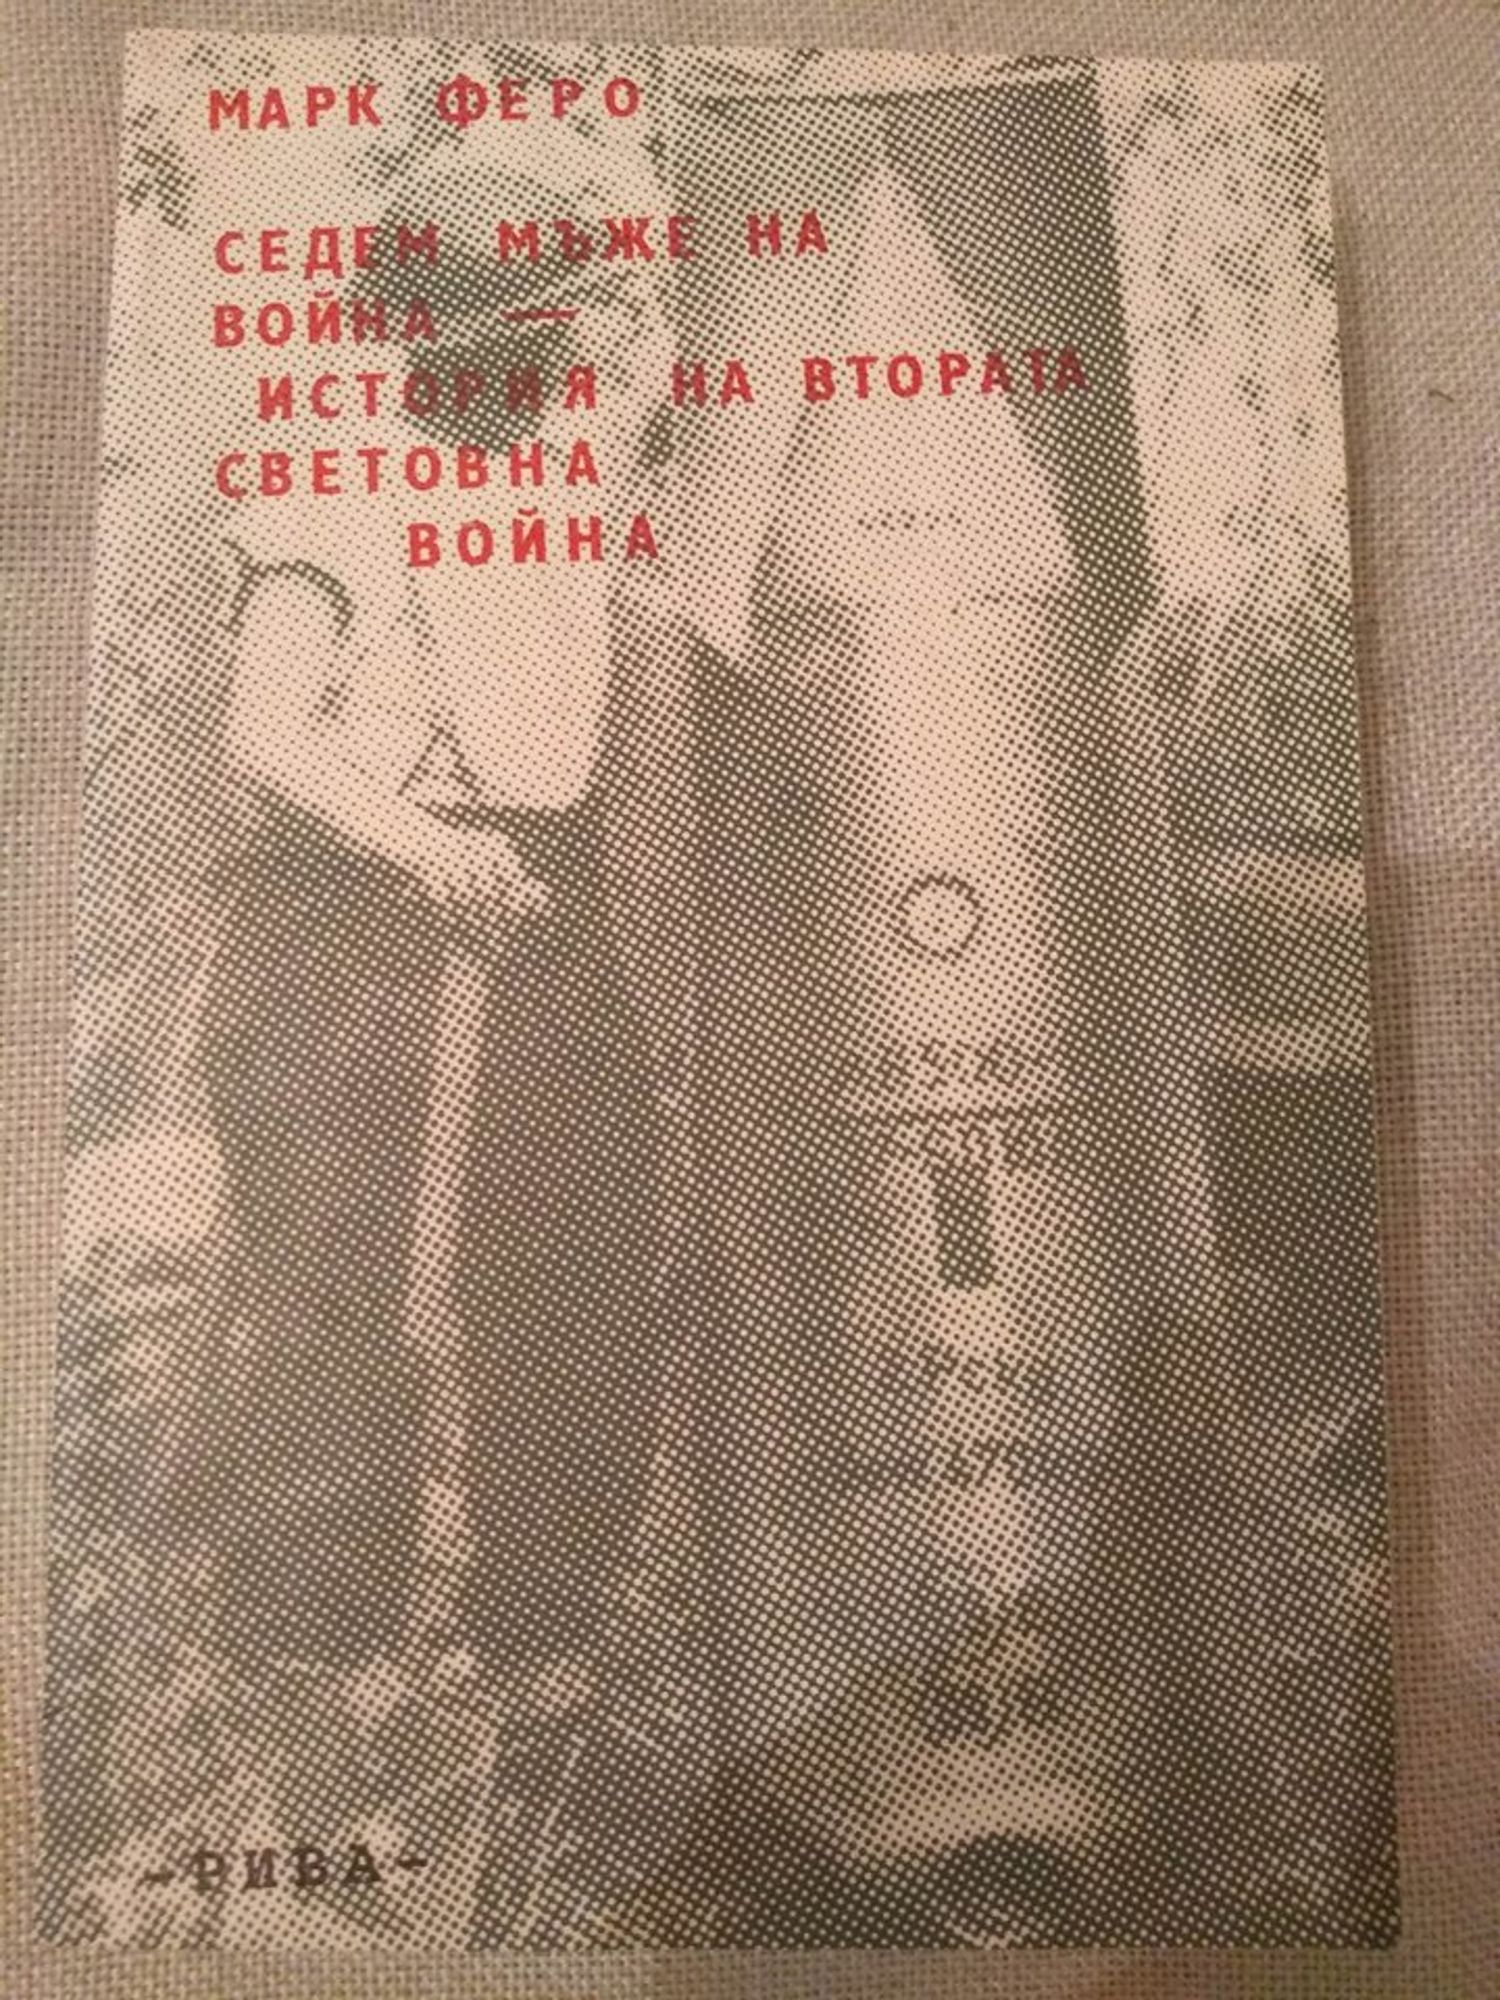 МАРК ФЕРО
СЕДЕМ МЪЖЕ НА
ВОЙНА —
ИСТОРИЯ НА ВТОРАТА
СВЕТОВНА
ВОЙНА
-РИВА-